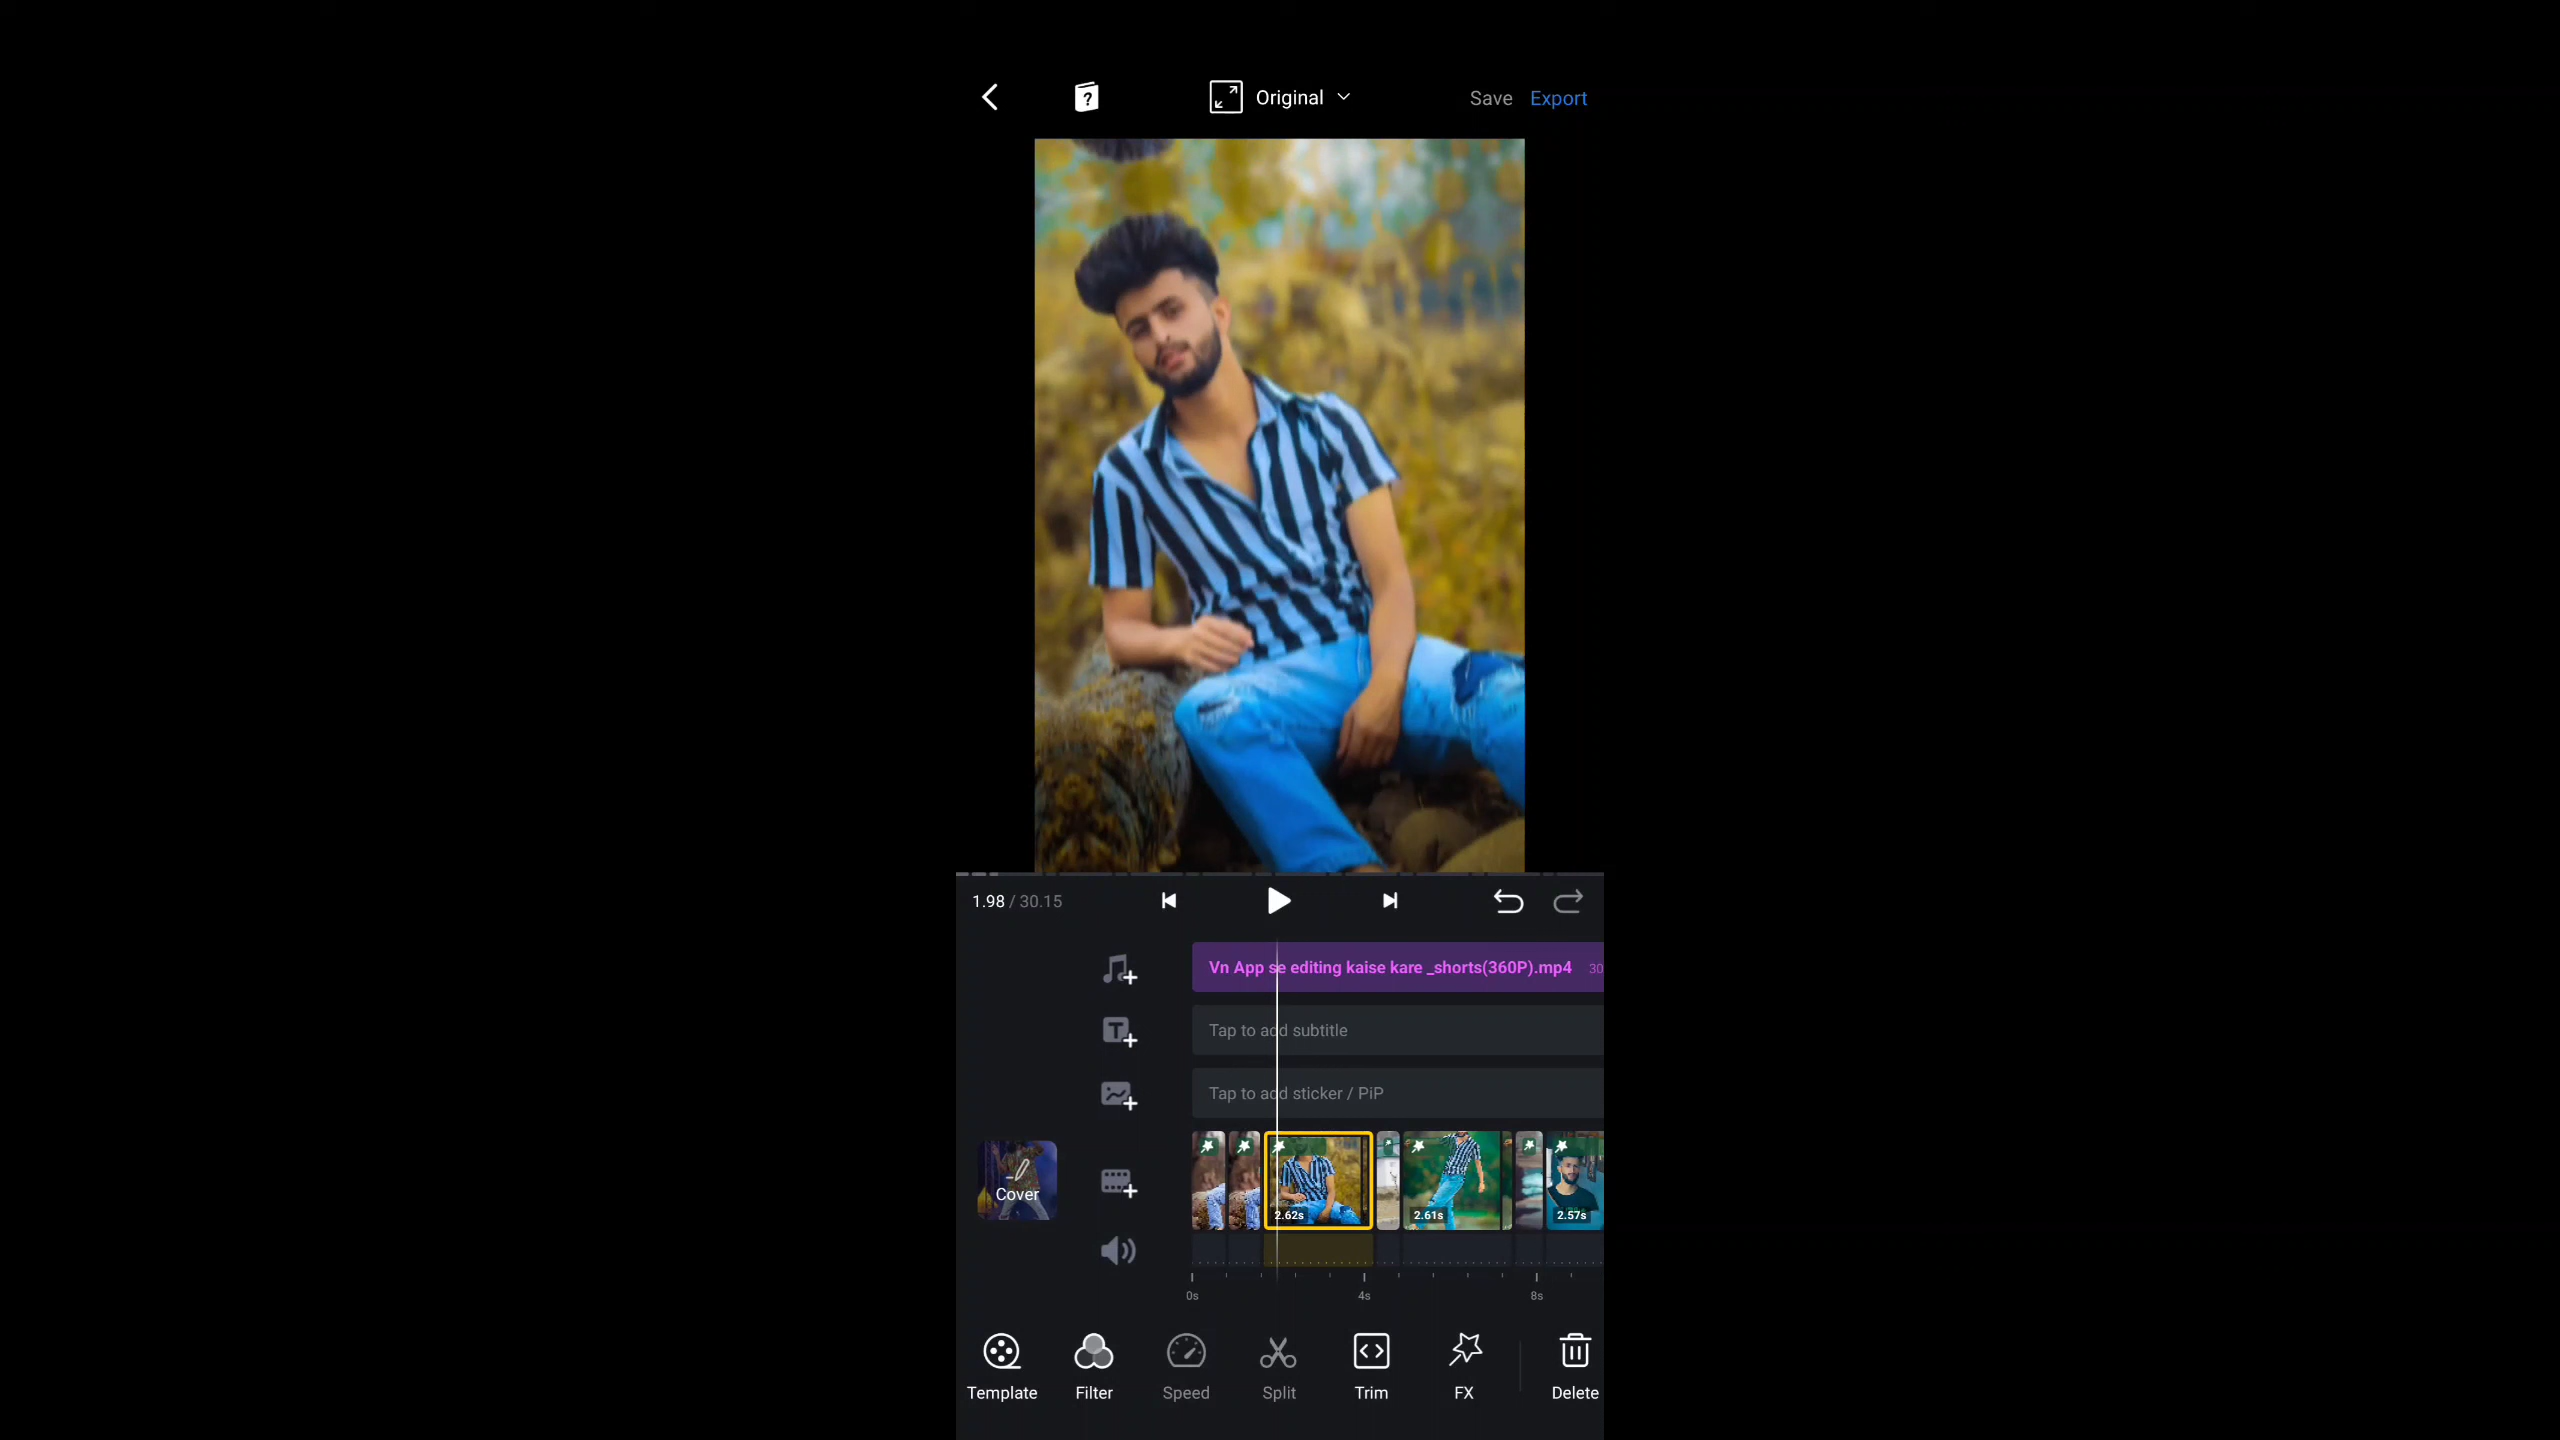 Original
Save
Export
1.98 / 30.15
Vn App se editing kaise kare _shorts(360P).mp4
30
Tap to add subtitle
Tap to add sticker / PiP
Cover
2.62s
2.61s
2.57s
0s
4s
8s
Template
Filter
Speed
Split
Trim
FX
Delete